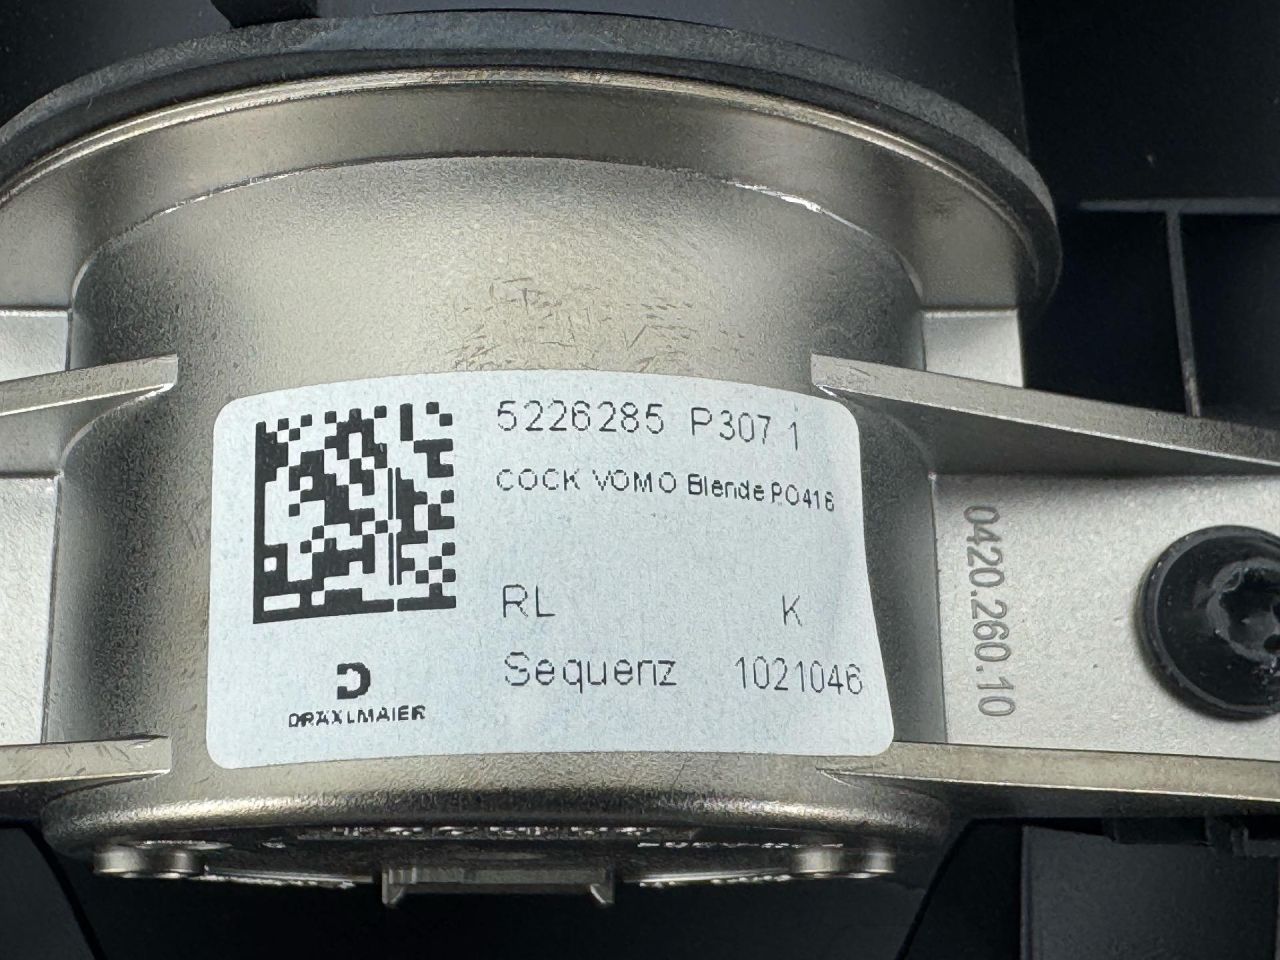 5226285 P307 1
COCK VOMO Blende PO416
RL K
Sequenz 1021046
DRÄXLMAIER
0420.260.10